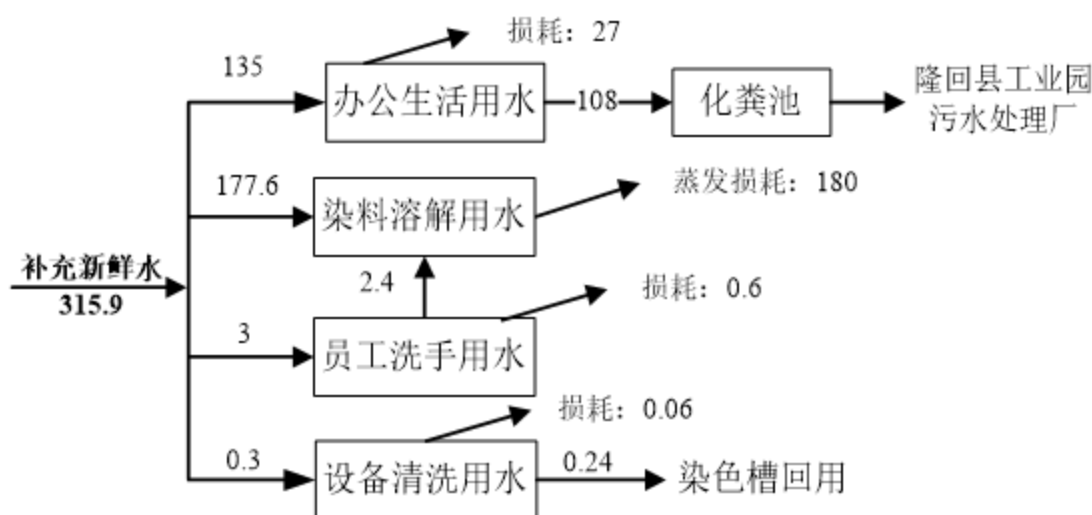 损耗：27
135
办公生活用水
108
化粪池
隆回县工业园
污水处理厂
177.6
染料溶解用水
蒸发损耗：180
补充新鲜水
315.9
2.4
损耗：0.6
3
员工洗手用水
损耗：0.06
0.3
设备清洗用水
0.24
染色槽回用